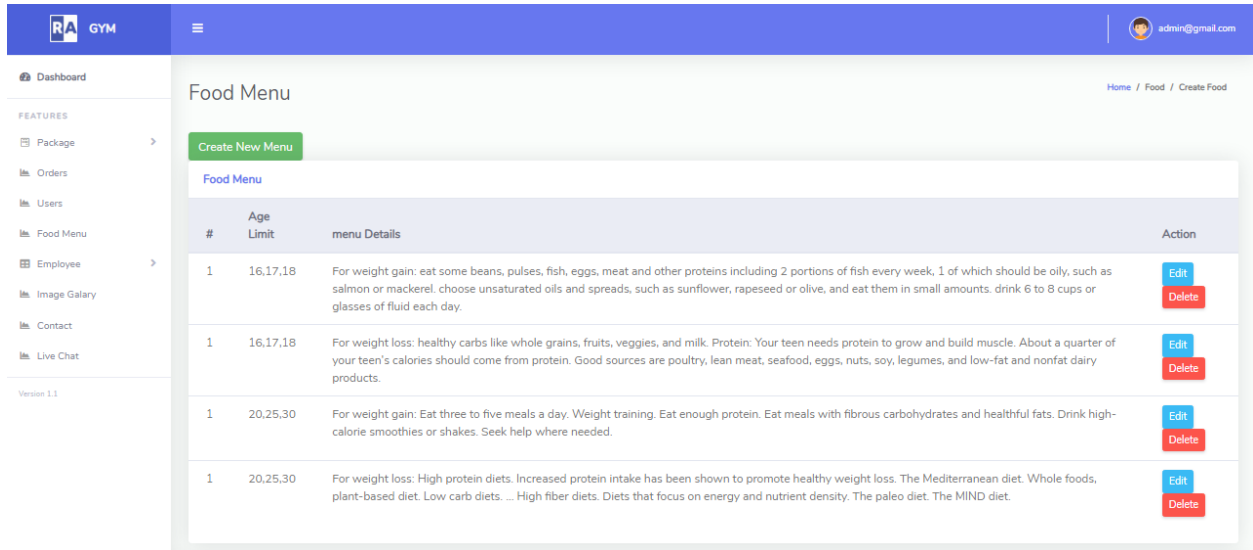 RA GYM
admin@gmail.com
Dashboard
FEATURES
Package
Orders
Users
Food Menu
Employee
Image Galary
Contact
Live Chat
Version 1.1
Food Menu
Home / Food / Create Food
Create New Menu
Food Menu
# Age Limit menu Details Action
1 16,17,18 For weight gain: eat some beans, pulses, fish, eggs, meat and other proteins including 2 portions of fish every week, 1 of which should be oily, such as
salmon or mackerel. choose unsaturated oils and spreads, such as sunflower, rapeseed or olive, and eat them in small amounts. drink 6 to 8 cups or
glasses of fluid each day.
Edit
Delete
1 16,17,18 For weight loss: healthy carbs like whole grains, fruits, veggies, and milk. Protein: Your teen needs protein to grow and build muscle. About a quarter of
your teen's calories should come from protein. Good sources are poultry, lean meat, seafood, eggs, nuts, soy, legumes, and low-fat and nonfat dairy
products.
Edit
Delete
1 20,25,30 For weight gain: Eat three to five meals a day. Weight training. Eat enough protein. Eat meals with fibrous carbohydrates and healthful fats. Drink high-
calorie smoothies or shakes. Seek help where needed.
Edit
Delete
1 20,25,30 For weight loss: High protein diets. Increased protein intake has been shown to promote healthy weight loss. The Mediterranean diet. Whole foods,
plant-based diet. Low carb diets. ... High fiber diets. Diets that focus on energy and nutrient density. The paleo diet. The MIND diet.
Edit
Delete